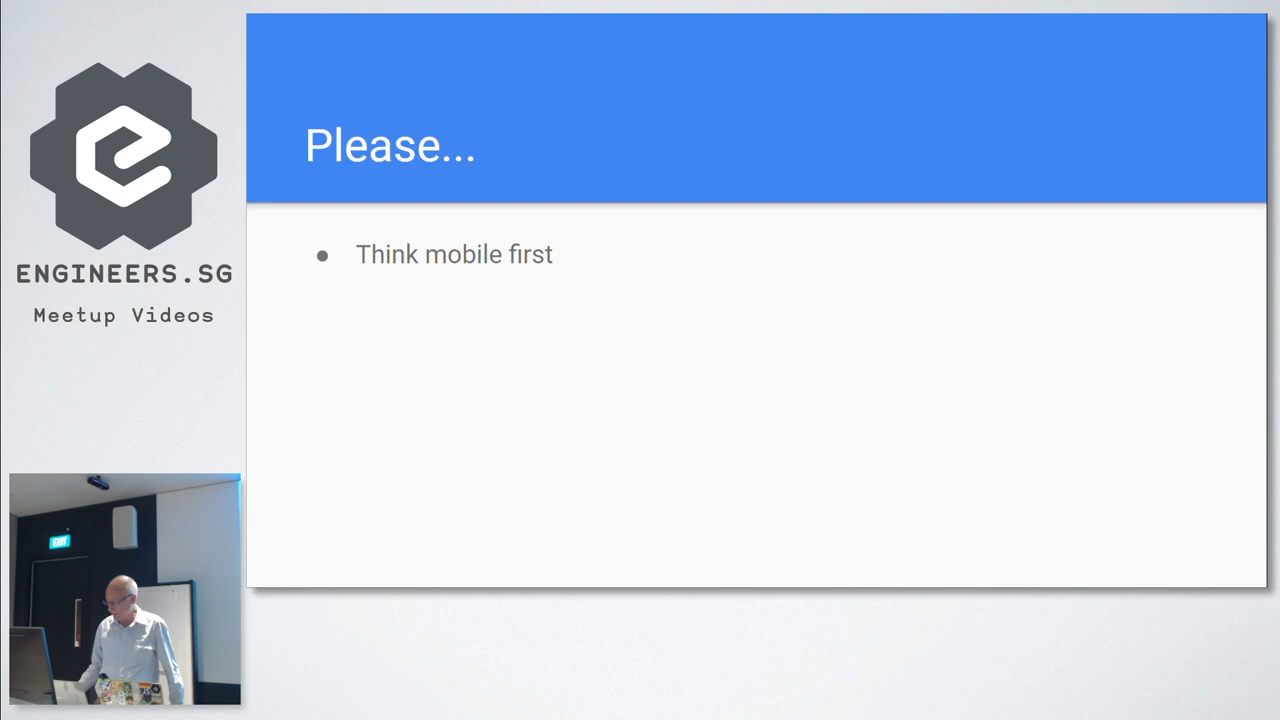 Please...
● Think mobile first
ENGINEERS.SG
Meetup Videos
EXIT